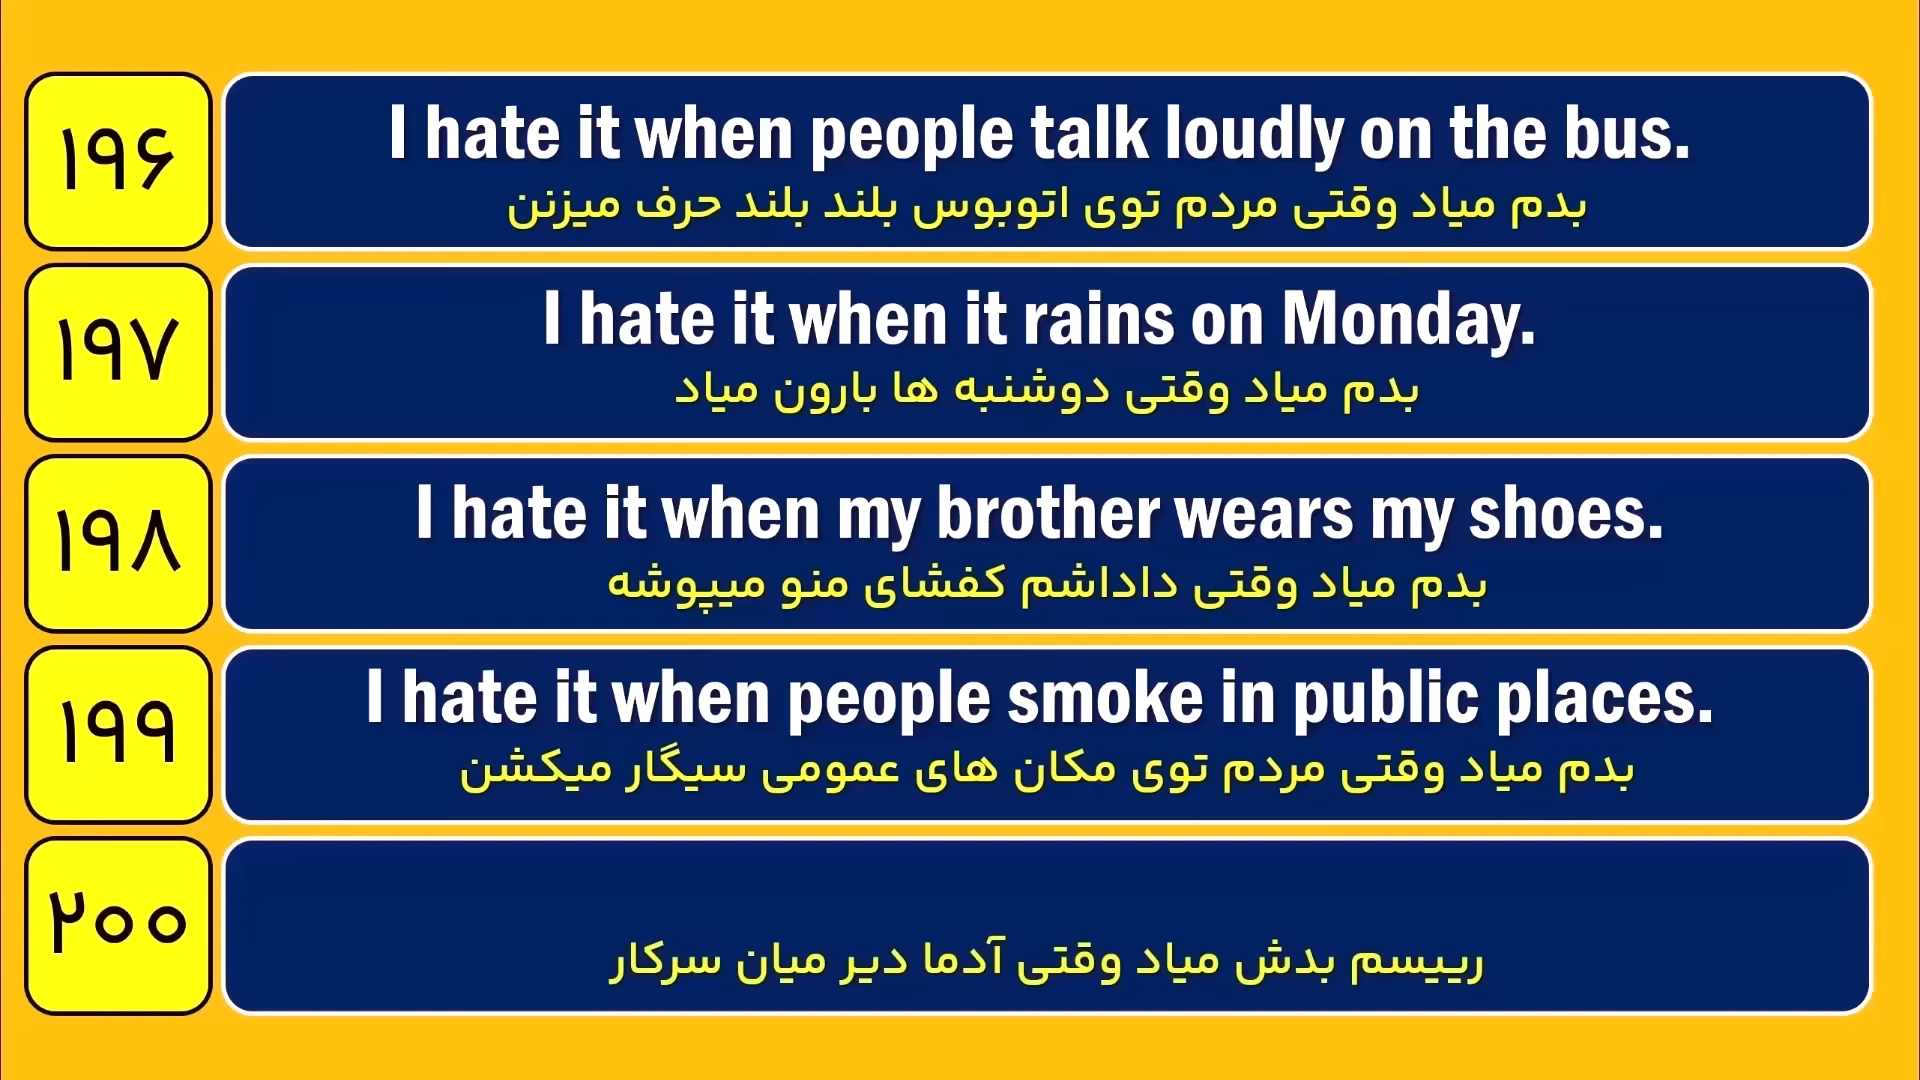 ۱۹۶
I hate it when people talk loudly on the bus.
بدم میاد وقتی مردم توی اتوبوس بلند بلند حرف میزنن
۱۹۷
I hate it when it rains on Monday.
بدم میاد وقتی دوشنبه ها بارون میاد
۱۹۸
I hate it when my brother wears my shoes.
بدم میاد وقتی داداشم کفشای منو میپوشه
۱۹۹
I hate it when people smoke in public places.
بدم میاد وقتی مردم توی مکان های عمومی سیگار میکشن
۲۰۰
رییسم بدش میاد وقتی آدما دیر میان سرکار